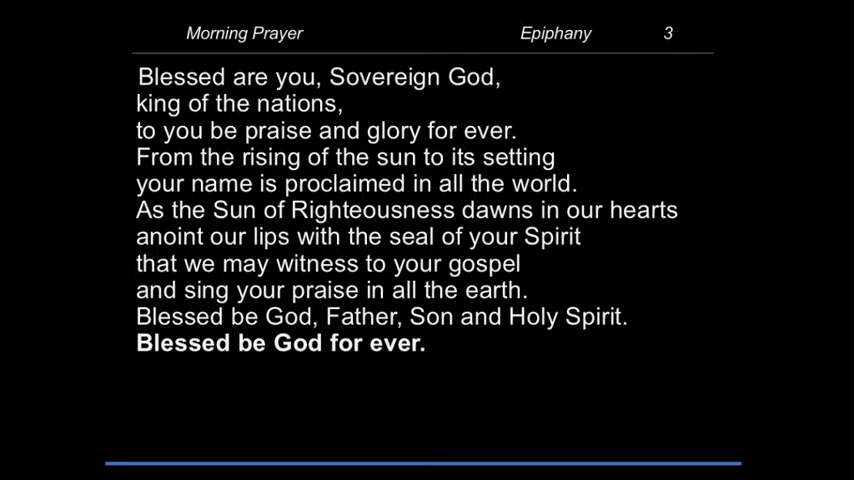 Morning Prayer Epiphany 3
Blessed are you, Sovereign God,
king of the nations,
to you be praise and glory for ever.
From the rising of the sun to its setting
your name is proclaimed in all the world.
As the Sun of Righteousness dawns in our hearts
anoint our lips with the seal of your Spirit
that we may witness to your gospel
and sing your praise in all the earth.
Blessed be God, Father, Son and Holy Spirit.
Blessed be God for ever.